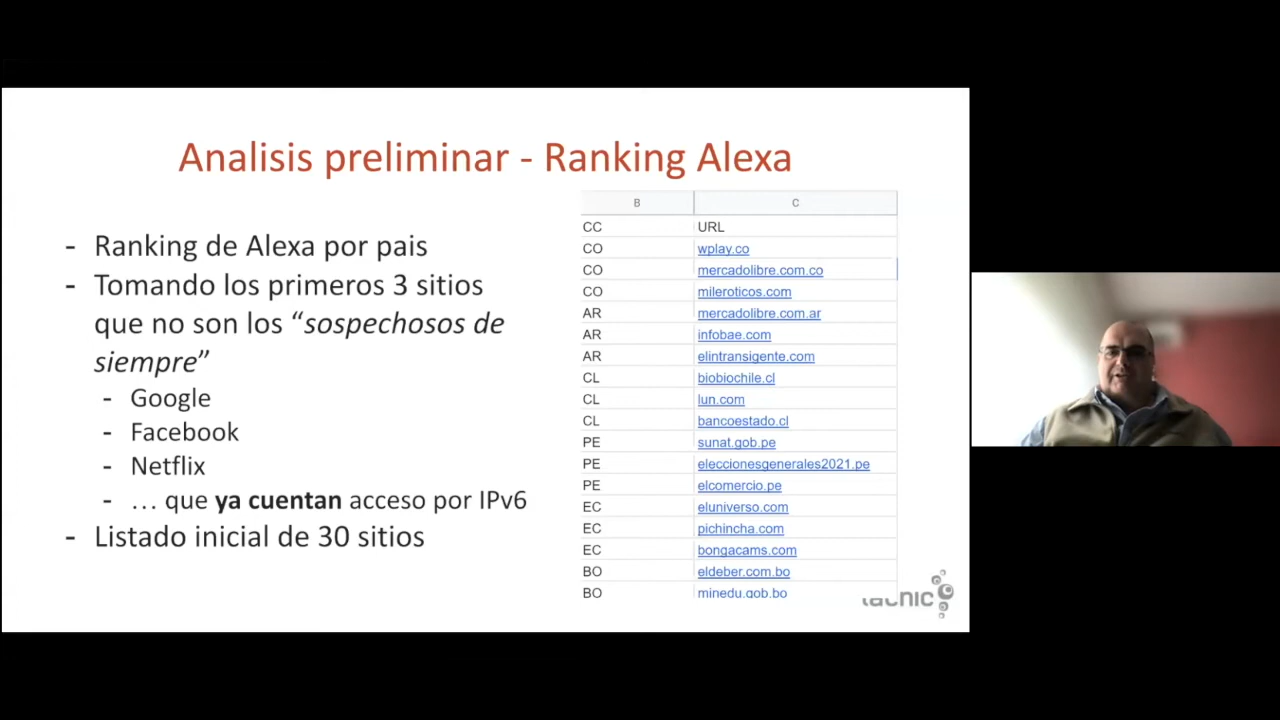 Analisis preliminar - Ranking Alexa
- Ranking de Alexa por pais
- Tomando los primeros 3 sitios
que no son los “sospechosos de
siempre”
- Google
- Facebook
- Netflix
- … que ya cuentan acceso por IPv6
- Listado inicial de 30 sitios
B C
CC URL
CO wplay.co
CO mercadolibre.com.co
CO mileroticos.com
AR mercadolibre.com.ar
AR infobae.com
AR elintransigente.com
CL biobiochile.cl
CL lun.com
CL bancoestado.cl
PE sunat.gob.pe
PE eleccionesgenerales2021.pe
PE elcomercio.pe
EC eluniverso.com
EC pichincha.com
EC bongacams.com
BO eldeber.com.bo
BO minedu.gob.bo
lacnic